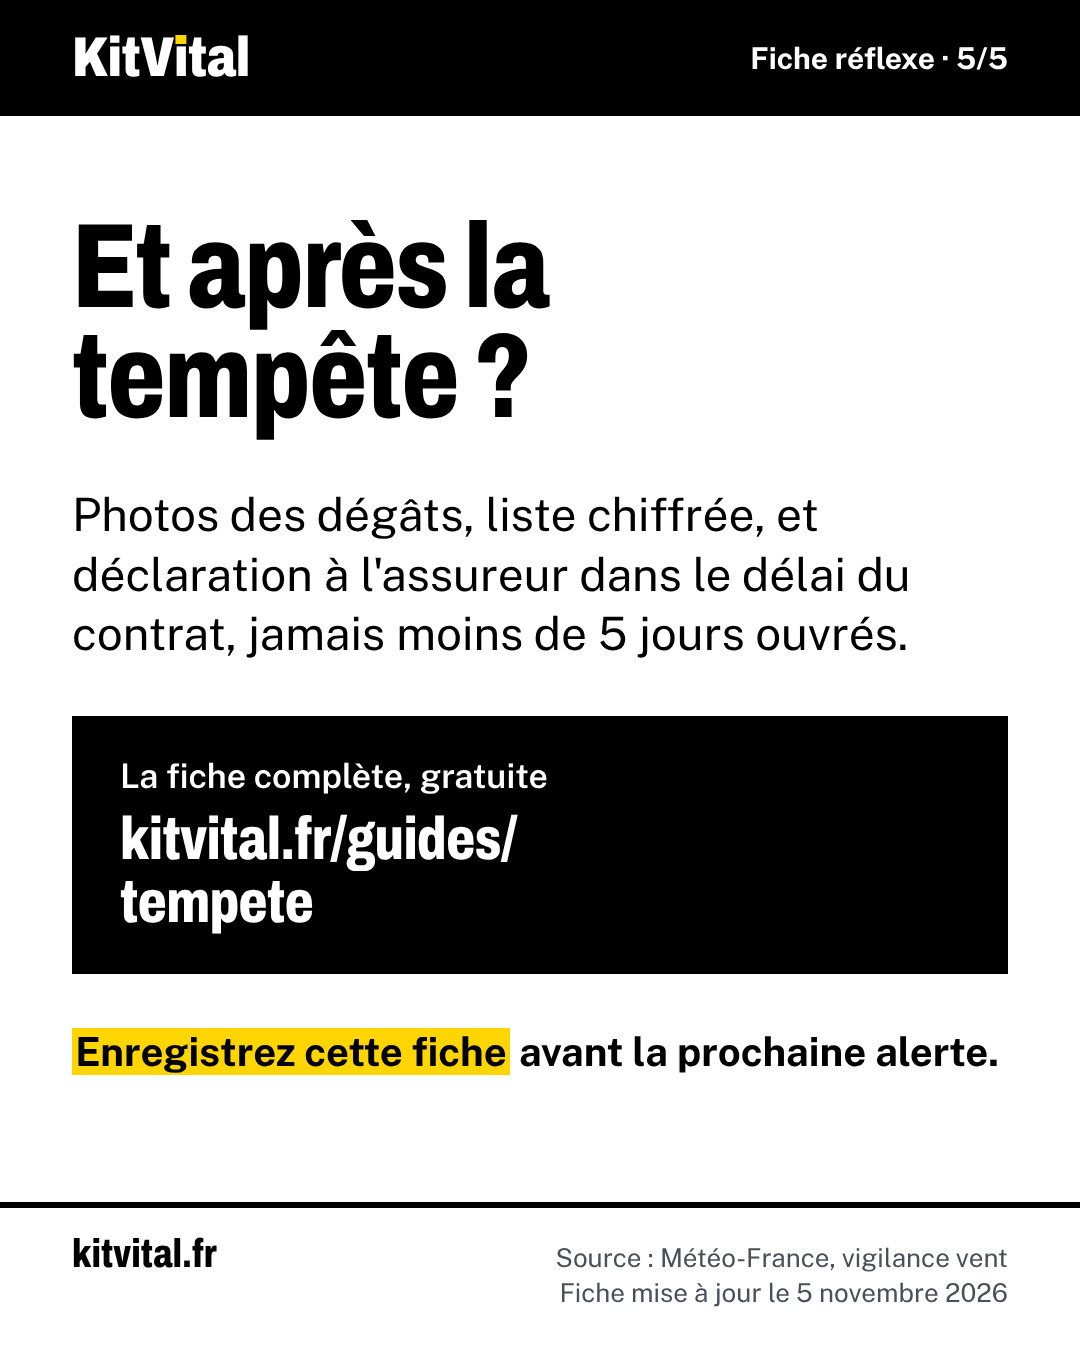 KitVital
Fiche réflexe · 5/5
Et après la
tempête ?
Photos des dégâts, liste chiffrée, et
déclaration à l'assureur dans le délai du
contrat, jamais moins de 5 jours ouvrés.
La fiche complète, gratuite
kitvital.fr/guides/
tempete
Enregistrez cette fiche avant la prochaine alerte.
kitvital.fr
Source : Météo-France, vigilance vent
Fiche mise à jour le 5 novembre 2026